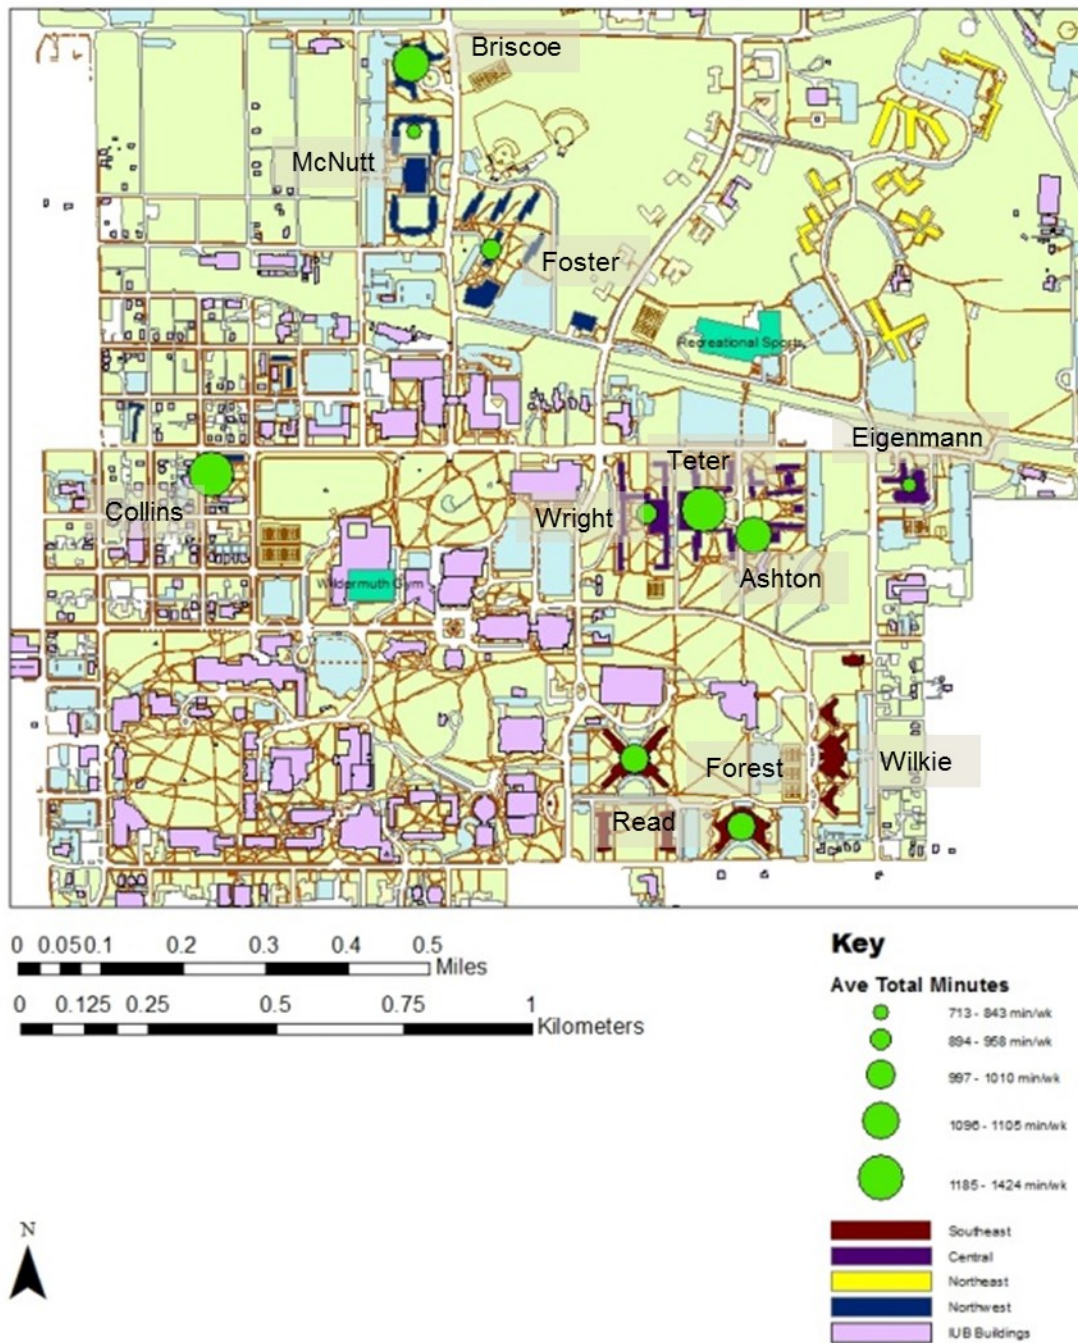 Briscoe
McNutt
Foster
Recreational Sports
Eigenmann
Teter
Collins
Wright
Wildermuth Gym
Ashton
Forest
Wilkie
Read
0 0.05 0.1 0.2 0.3 0.4 0.5
Miles
0 0.125 0.25 0.5 0.75 1
Kilometers
N
Key
Ave Total Minutes
713 - 843 min/wk
894 - 958 min/wk
997 - 1010 min/wk
1096 - 1105 min/wk
1185 - 1424 min/wk
Southeast
Central
Northeast
Northwest
IUB Buildings